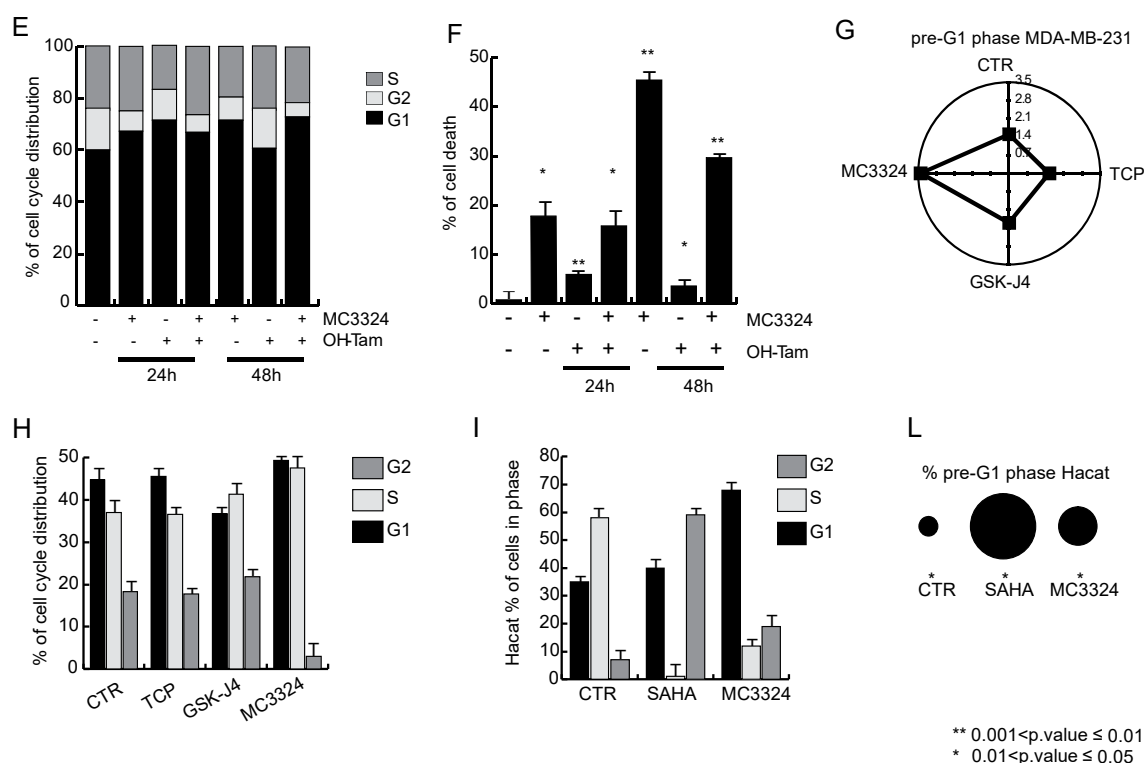 E
% of cell cycle distribution
100
80
60
40
20
0
S
G2
G1
- + - + + - + MC3324
- - + + - + + OH-Tam
24h 48h
F
% of cell death
50
40
30
20
10
0
* ** * ** * **
- + - + + - + MC3324
- - + + - + + OH-Tam
24h 48h
G
pre-G1 phase MDA-MB-231
CTR
3.5
2.8
2.1
1.4
0.7
MC3324
TCP
GSK-J4
H
% of cell cycle distribution
50
40
30
20
10
0
G2
S
G1
CTR TCP GSK-J4 MC3324
I
Hacat % of cells in phase
80
70
60
50
40
30
20
10
0
G2
S
G1
CTR SAHA MC3324
L
% pre-G1 phase Hacat
* * *
CTR SAHA MC3324
** 0.001<p.value ≤ 0.01
* 0.01<p.value ≤ 0.05